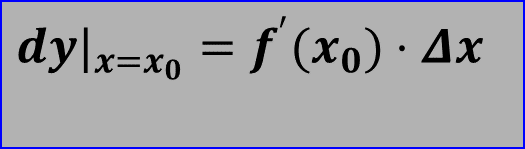 dy|ₓ₌ₓ₀ = f′(x₀) · Δx